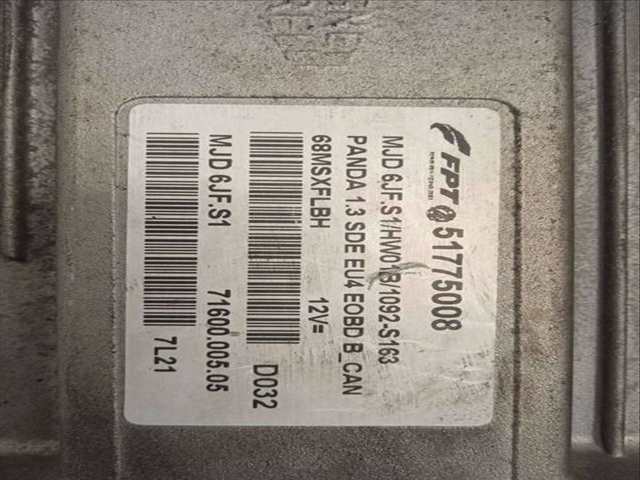 FPT 51775008
MJD 6JF.S1/HW01B/1092-S163
PANDA 1.3 SDE EU4 EOBD B_CAN
68MSXFLBH 12V=
D032
MJD 6JF.S1 71600.005.05
7L21